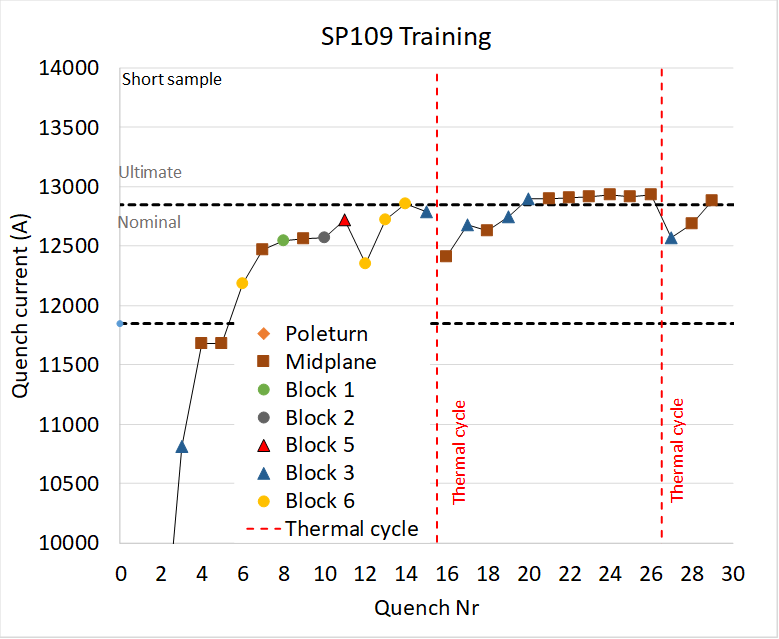 SP109 Training
14000
13500
13000
12500
12000
11500
11000
10500
10000
Quench current (A)
Short sample
Ultimate
Nominal
Poleturn
Midplane
Block 1
Block 2
Block 5
Block 3
Block 6
Thermal cycle
Thermal cycle
Thermal cycle
0 2 4 6 8 10 12 14 16 18 20 22 24 26 28 30
Quench Nr